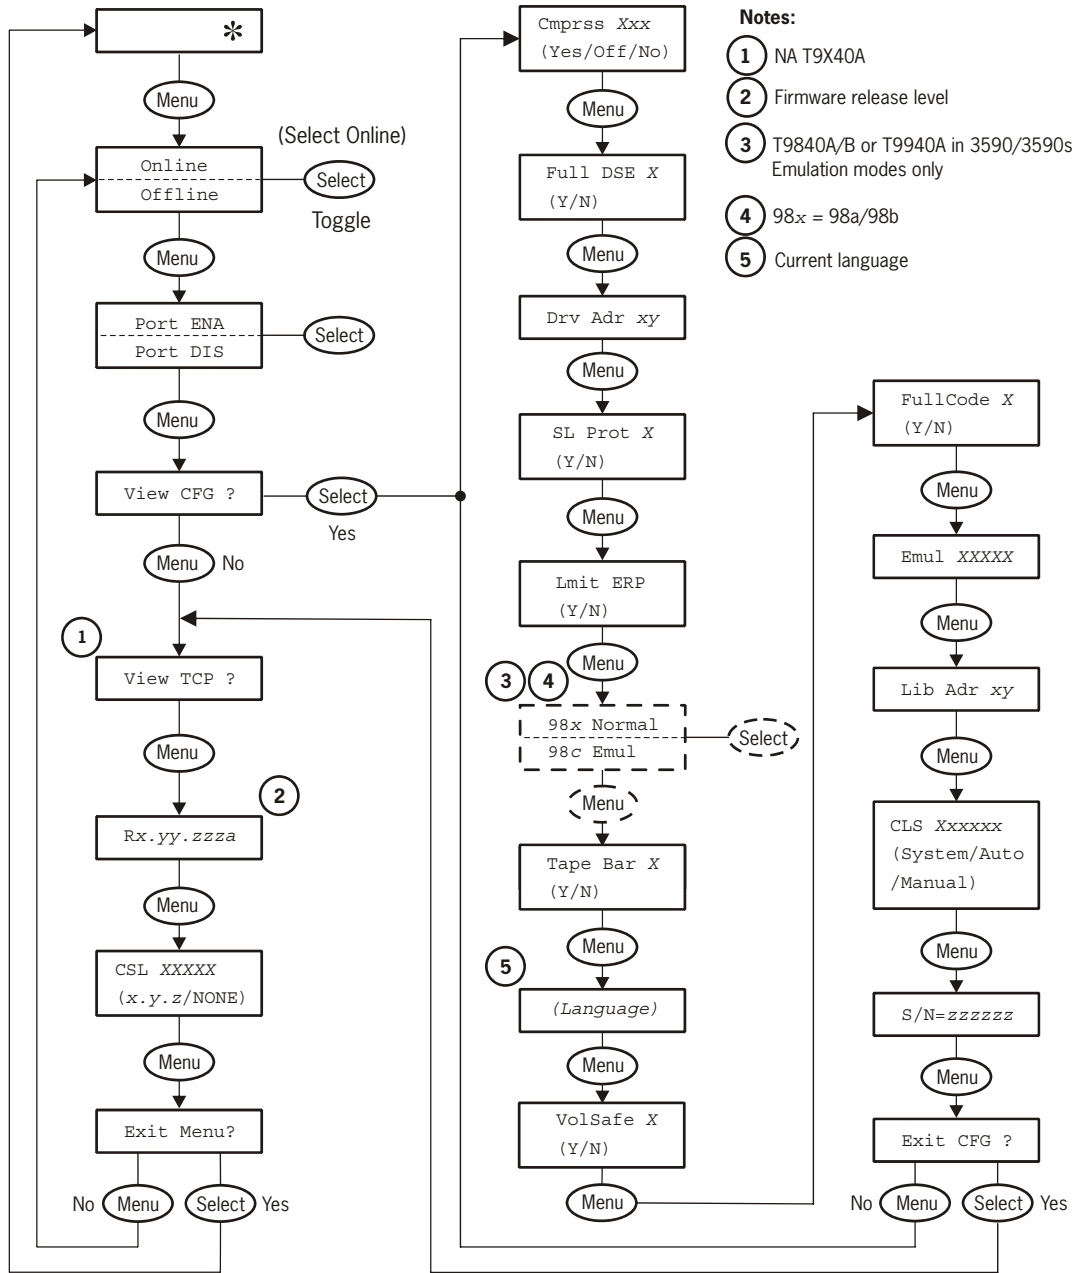 *
Menu
(Select Online)
Online
Offline
Select
Toggle
Menu
Port ENA
Port DIS
Select
Menu
View CFG ?
Select
Yes
Menu
No
1
View TCP ?
Menu
2
Rx.yy.zzza
Menu
CSL XXXXX
(x.y.z/NONE)
Menu
Exit Menu?
No
Menu
Select
Yes
Cmprss Xxx
(Yes/Off/No)
Menu
Full DSE X
(Y/N)
Menu
Drv Adr xy
Menu
SL Prot X
(Y/N)
Menu
Lmit ERP
(Y/N)
Menu
3
4
98x Normal
98c Emul
Select
Menu
Tape Bar X
(Y/N)
Menu
5
(Language)
Menu
VolSafe X
(Y/N)
Menu
Notes:
1 NA T9X40A
2 Firmware release level
3 T9840A/B or T9940A in 3590/3590s
Emulation modes only
4 98x = 98a/98b
5 Current language
FullCode X
(Y/N)
Menu
Emul XXXXX
Menu
Lib Adr xy
Menu
CLS Xxxxxx
(System/Auto
/Manual)
Menu
S/N=zzzzzz
Menu
Exit CFG ?
No
Menu
Select
Yes